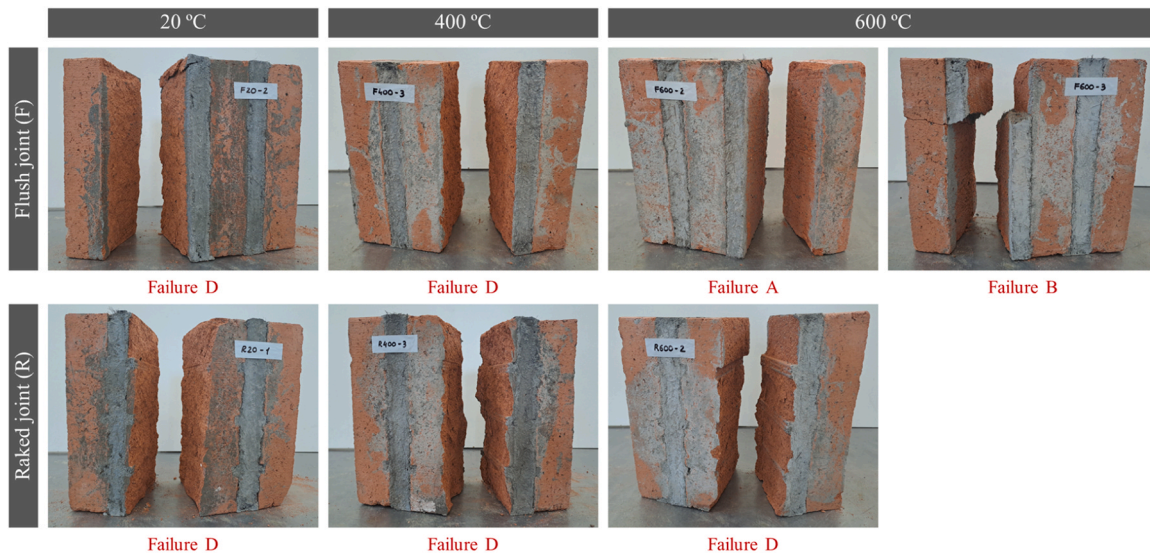 20 ºC
400 ºC
600 ºC
Flush joint (F)
F20-2
F400-3
F600-2
F600-3
Failure D
Failure D
Failure A
Failure B
Raked joint (R)
R20-1
R400-3
R600-2
Failure D
Failure D
Failure D